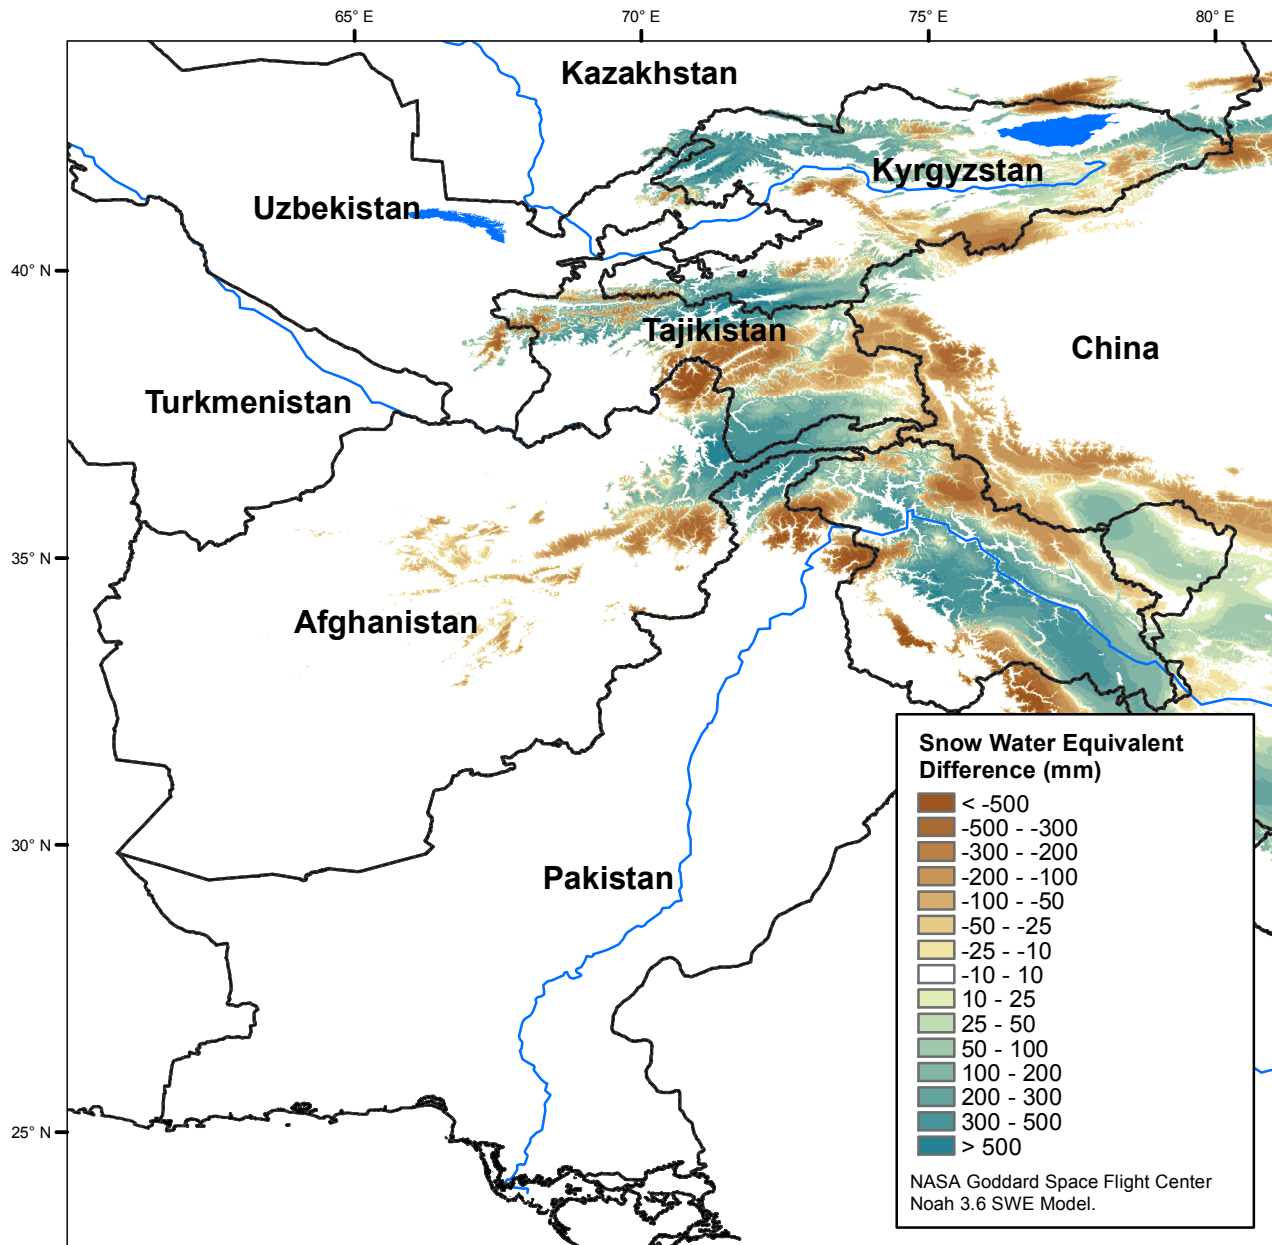 65° E
70° E
75° E
80° E
Kazakhstan
Kyrgyzstan
Uzbekistan
40° N
Tajikistan
China
Turkmenistan
35° N
Afghanistan
Snow Water Equivalent
Difference (mm)
< -500
-500 - -300
-300 - -200
-200 - -100
-100 - -50
-50 - -25
-25 - -10
-10 - 10
10 - 25
25 - 50
50 - 100
100 - 200
200 - 300
300 - 500
> 500
NASA Goddard Space Flight Center
Noah 3.6 SWE Model.
30° N
Pakistan
25° N